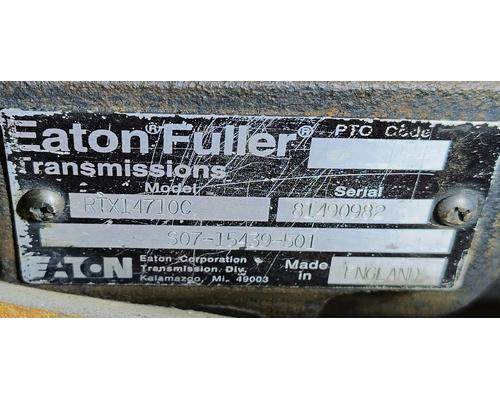 Eaton® Fuller® PTO Code
Transmissions
Model Serial
RTX14710C 81490982
S07-15439-501
EATON Eaton Corporation
Transmission Div. Made in ENGLAND
Kalamazoo, Mi. 49003